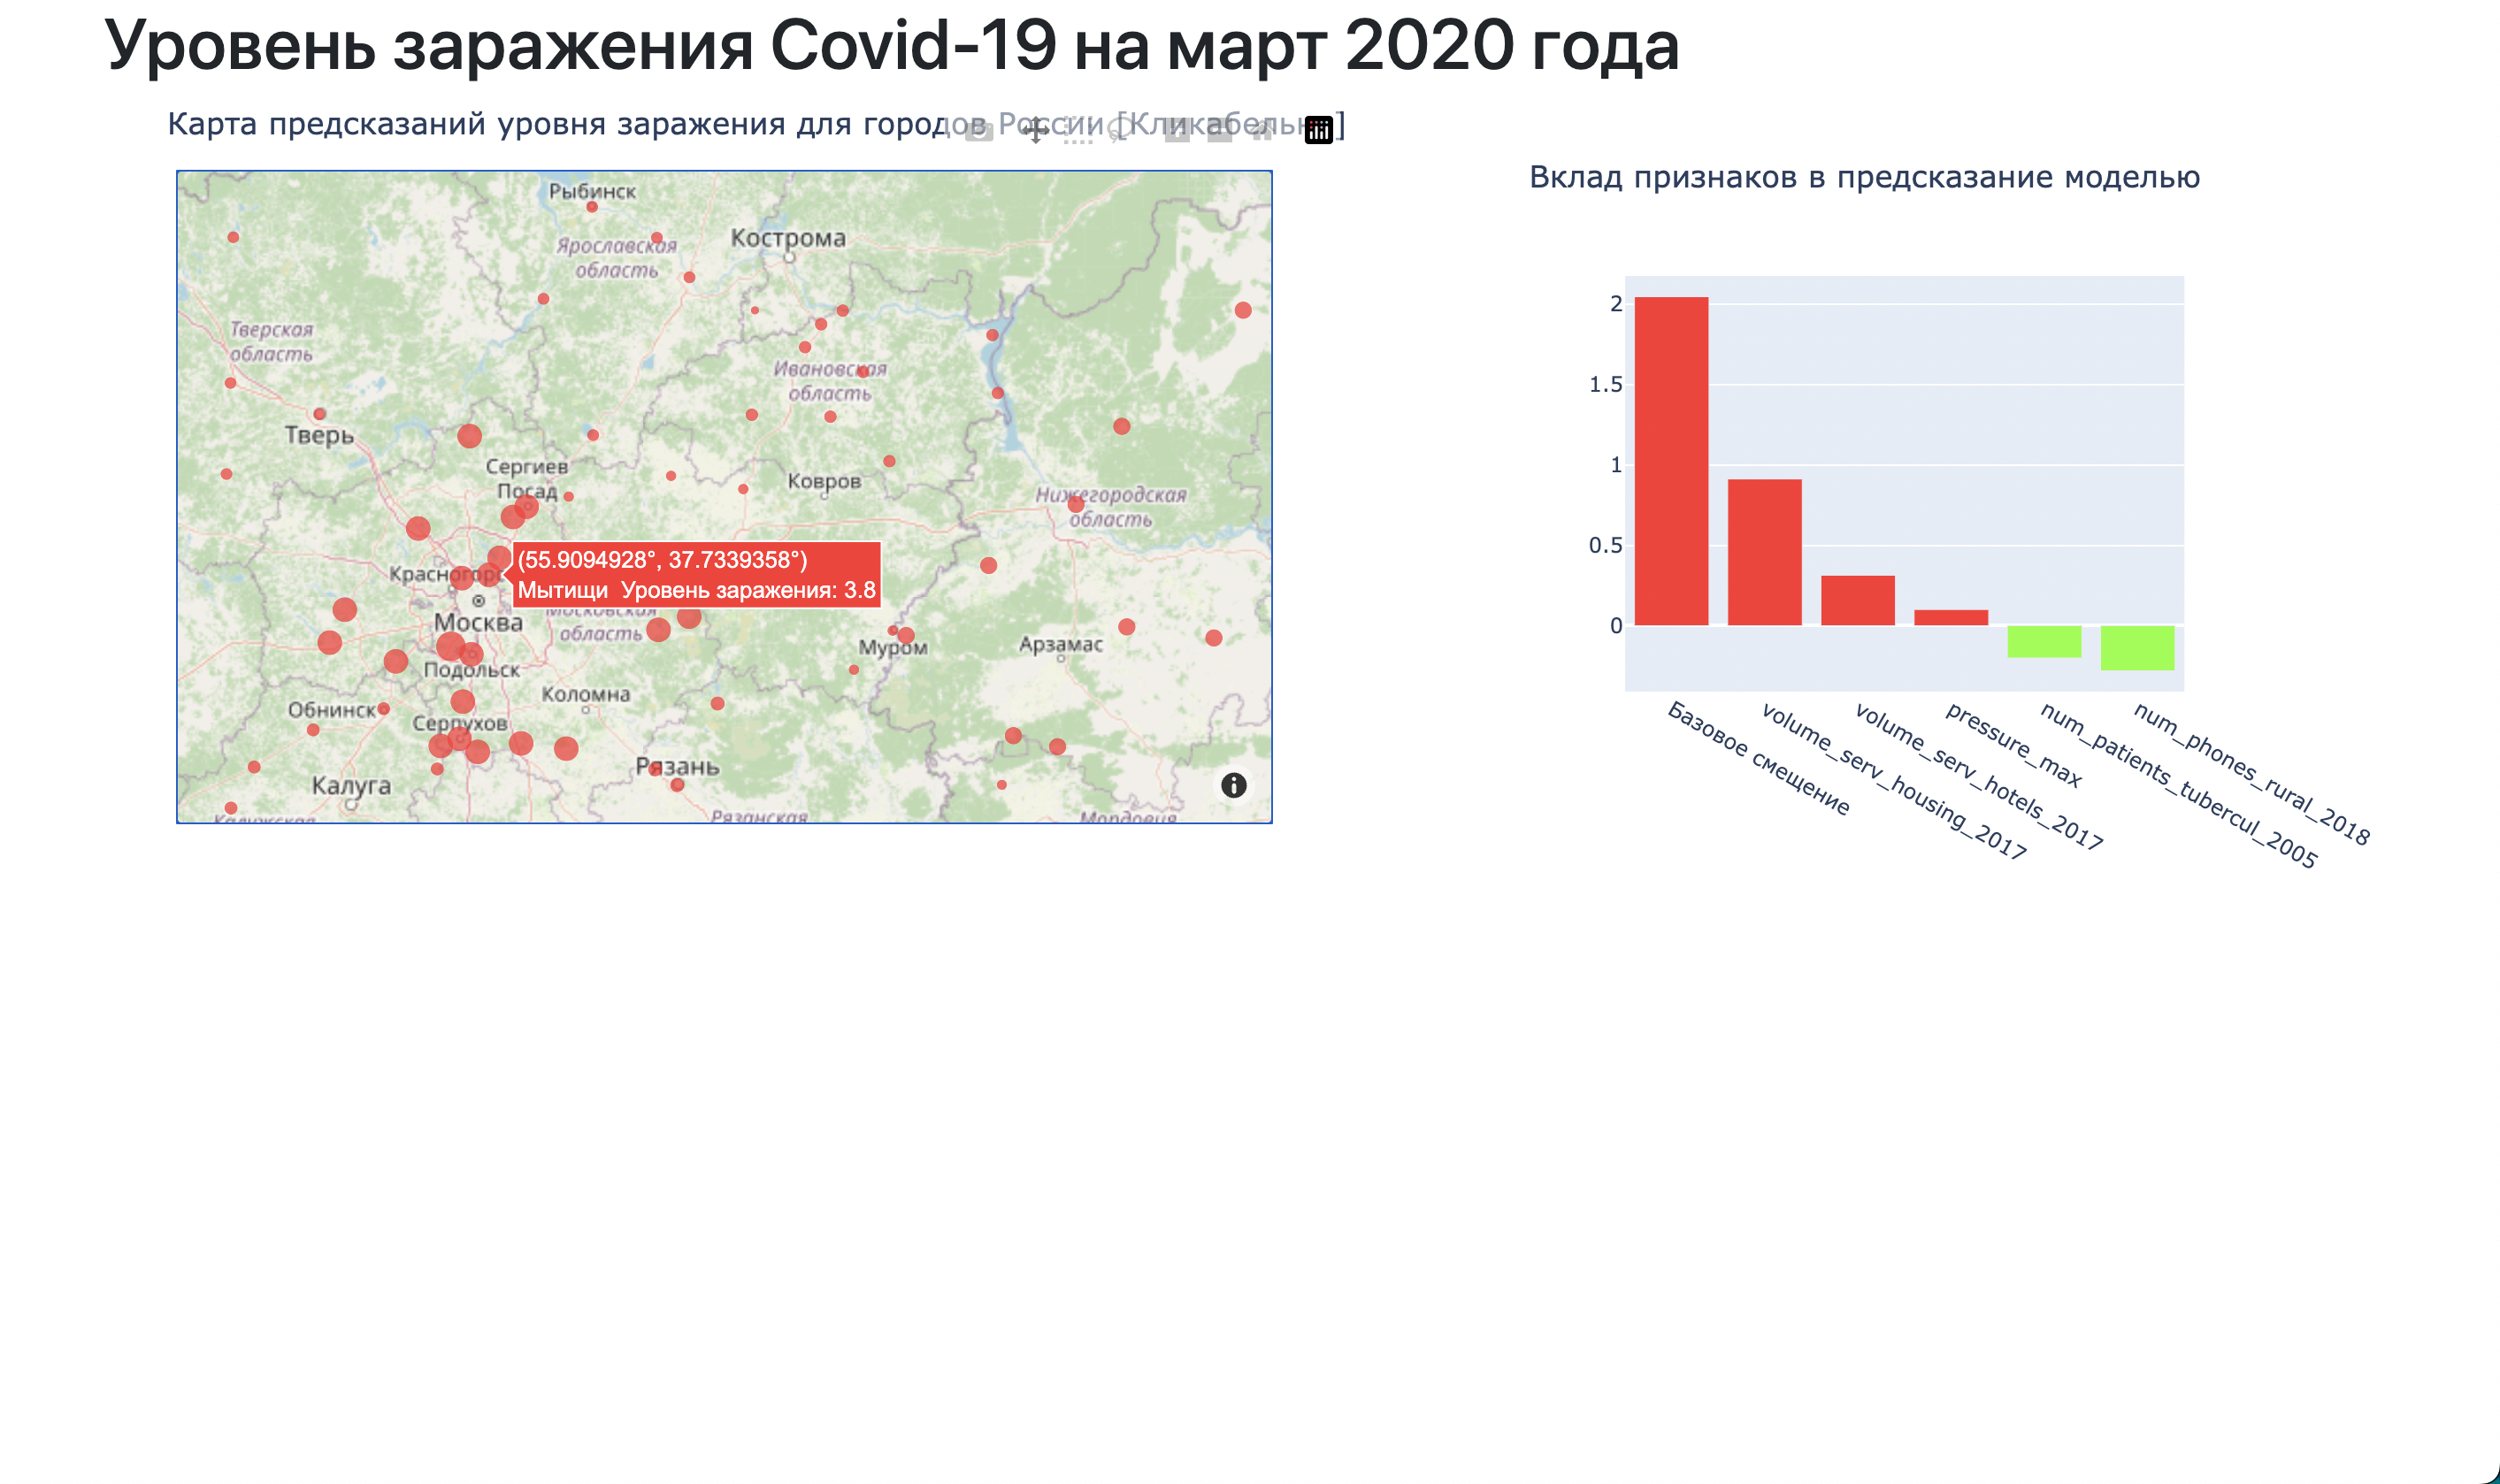 Уровень заражения Covid-19 на март 2020 года
Карта предсказаний уровня заражения для городов России [Кликабельно]
Рыбинск
Ярославская
область
Кострома
Тверская
область
Ивановская
область
Тверь
Сергиев
Посад
Ковров
Нижегородская
область
(55.9094928°, 37.7339358°)
Мытищи Уровень заражения: 3.8
Москва
Московская
область
Муром
Арзамас
Подольск
Коломна
Обнинск
Серпухов
Рязань
Калуга
Калужская
Рязанская
Мордовия
Вклад признаков в предсказание моделью
2
1.5
1
0.5
0
Базовое смещение
volume_serv_housing_2017
volume_serv_hotels_2017
pressure_max
num_patients_tubercul_2005
num_phones_rural_2018